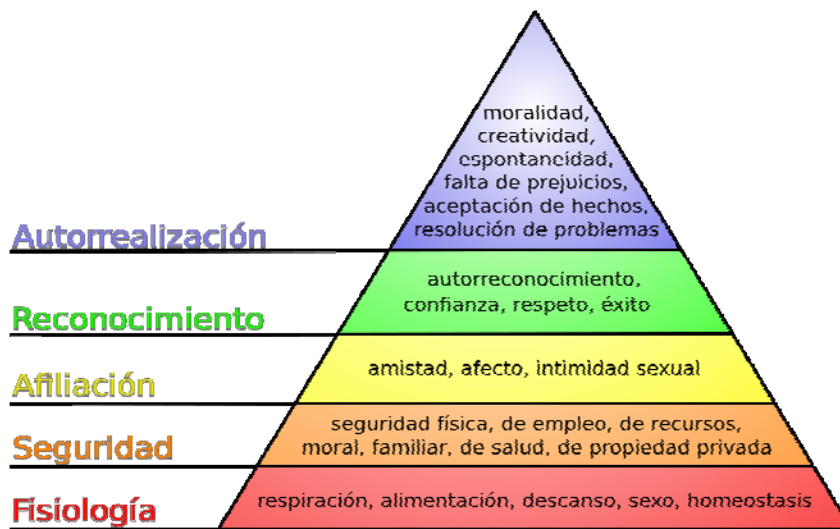 moralidad,
creatividad,
espontaneidad,
falta de prejuicios,
aceptación de hechos,
resolución de problemas
Autorrealización
autorreconocimiento,
confianza, respeto, éxito
Reconocimiento
amistad, afecto, intimidad sexual
Afiliación
seguridad física, de empleo, de recursos,
moral, familiar, de salud, de propiedad privada
Seguridad
respiración, alimentación, descanso, sexo, homeostasis
Fisiología